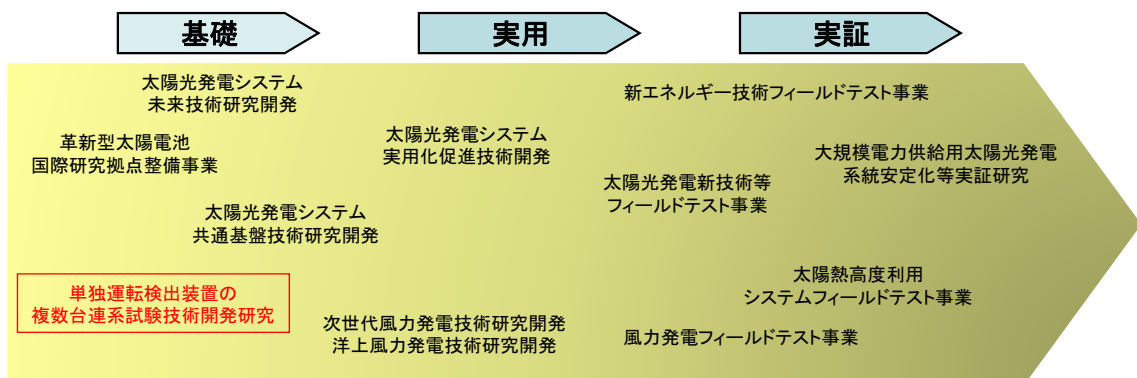 基礎
実用
実証
太陽光発電システム
未来技術研究開発
新エネルギー技術フィールドテスト事業
革新型太陽電池
国際研究拠点整備事業
太陽光発電システム
実用化促進技術開発
大規模電力供給用太陽光発電
系統安定化等実証研究
太陽光発電新技術等
フィールドテスト事業
太陽光発電システム
共通基盤技術研究開発
単独運転検出装置の
複数台連系試験技術開発研究
太陽熱高度利用
システムフィールドテスト事業
次世代風力発電技術研究開発
洋上風力発電技術研究開発
風力発電フィールドテスト事業